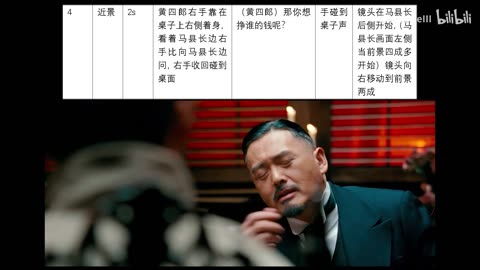 4
近景
2s
黄四郎右手靠在
桌子上右侧着身,
看着马县长边右
手比向马县长边
问,右手收回碰到
桌面
(黄四郎)那你想
挣谁的钱呢?
手碰到
桌子声
镜头在马县长
后侧开始,(马
县长画面左侧
当前景四成多
开始)镜头向
右移动到前景
两成
bilibili